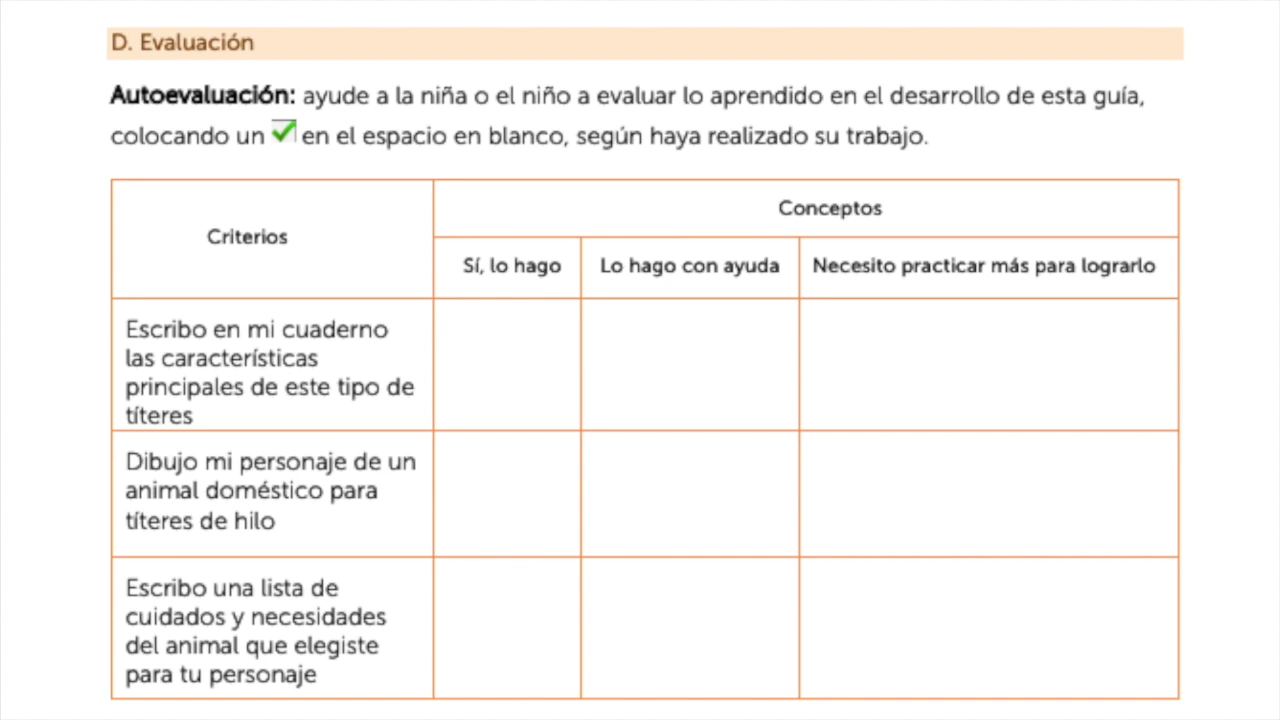 D. Evaluación
Autoevaluación: ayude a la niña o el niño a evaluar lo aprendido en el desarrollo de esta guía,
colocando un en el espacio en blanco, según haya realizado su trabajo.
Criterios
Conceptos
Sí, lo hago
Lo hago con ayuda
Necesito practicar más para lograrlo
Escribo en mi cuaderno
las características
principales de este tipo de
títeres
Dibujo mi personaje de un
animal doméstico para
títeres de hilo
Escribo una lista de
cuidados y necesidades
del animal que elegiste
para tu personaje